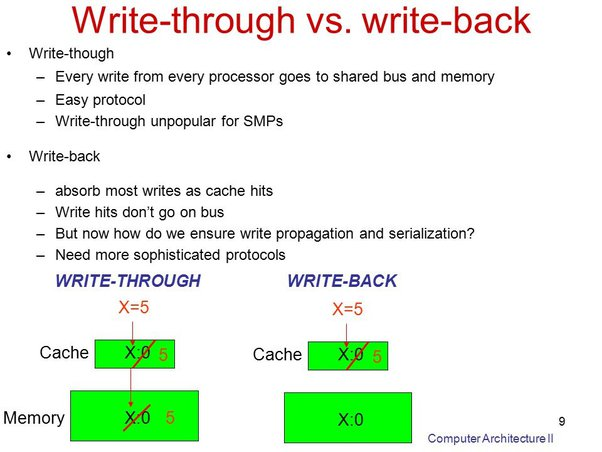 Write-through vs. write-back
• Write-though
– Every write from every processor goes to shared bus and memory
– Easy protocol
– Write-through unpopular for SMPs
• Write-back
– absorb most writes as cache hits
– Write hits don't go on bus
– But now how do we ensure write propagation and serialization?
– Need more sophisticated protocols
WRITE-THROUGH WRITE-BACK
X=5 X=5
Cache X:0 5 Cache X:0 5
Memory X:0 5 X:0
9
Computer Architecture II